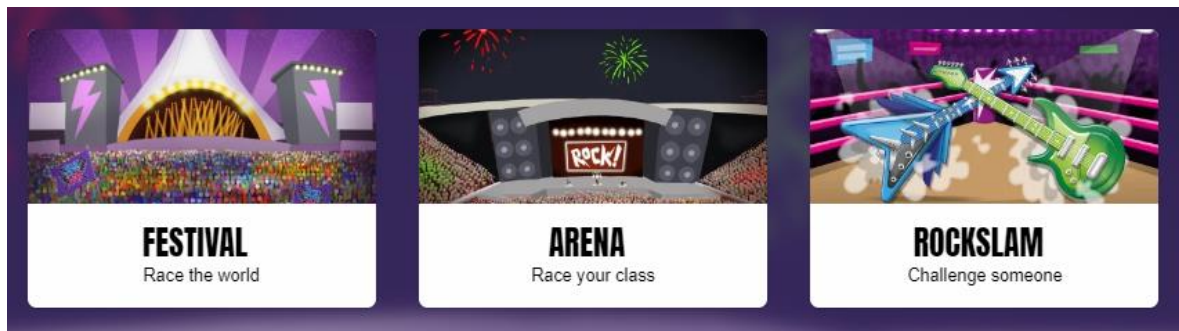 ROCK!
FESTIVAL
Race the world
ARENA
Race your class
ROCKSLAM
Challenge someone